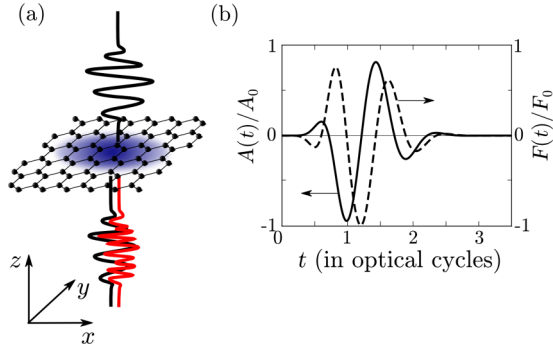 (a)
z
y
x
(b)
A(t)/A₀
1
0
-1
1
0
-1
F(t)/F₀
0 1 2 3
t (in optical cycles)